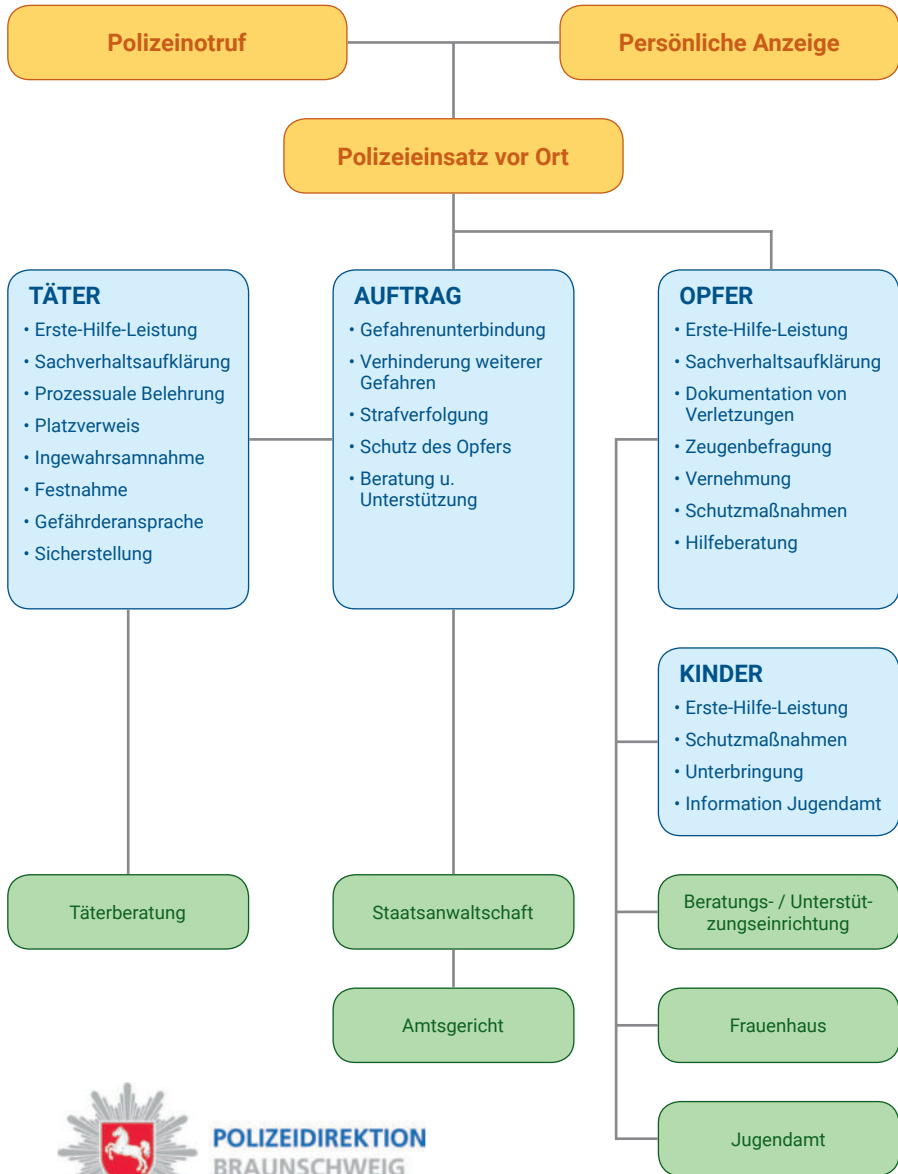 Polizeinotruf
Persönliche Anzeige
Polizeieinsatz vor Ort
TÄTER
• Erste-Hilfe-Leistung
• Sachverhaltsaufklärung
• Prozessuale Belehrung
• Platzverweis
• Ingewahrsamnahme
• Festnahme
• Gefährderansprache
• Sicherstellung
AUFTRAG
• Gefahrenunterbindung
• Verhinderung weiterer
Gefahren
• Strafverfolgung
• Schutz des Opfers
• Beratung u.
Unterstützung
OPFER
• Erste-Hilfe-Leistung
• Sachverhaltsaufklärung
• Dokumentation von
Verletzungen
• Zeugenbefragung
• Vernehmung
• Schutzmaßnahmen
• Hilfeberatung
KINDER
• Erste-Hilfe-Leistung
• Schutzmaßnahmen
• Unterbringung
• Information Jugendamt
Täterberatung
Staatsanwaltschaft
Beratungs- / Unterstüt-
zungseinrichtung
Amtsgericht
Frauenhaus
Jugendamt
POLIZEIDIREKTION
BRAUNSCHWEIG